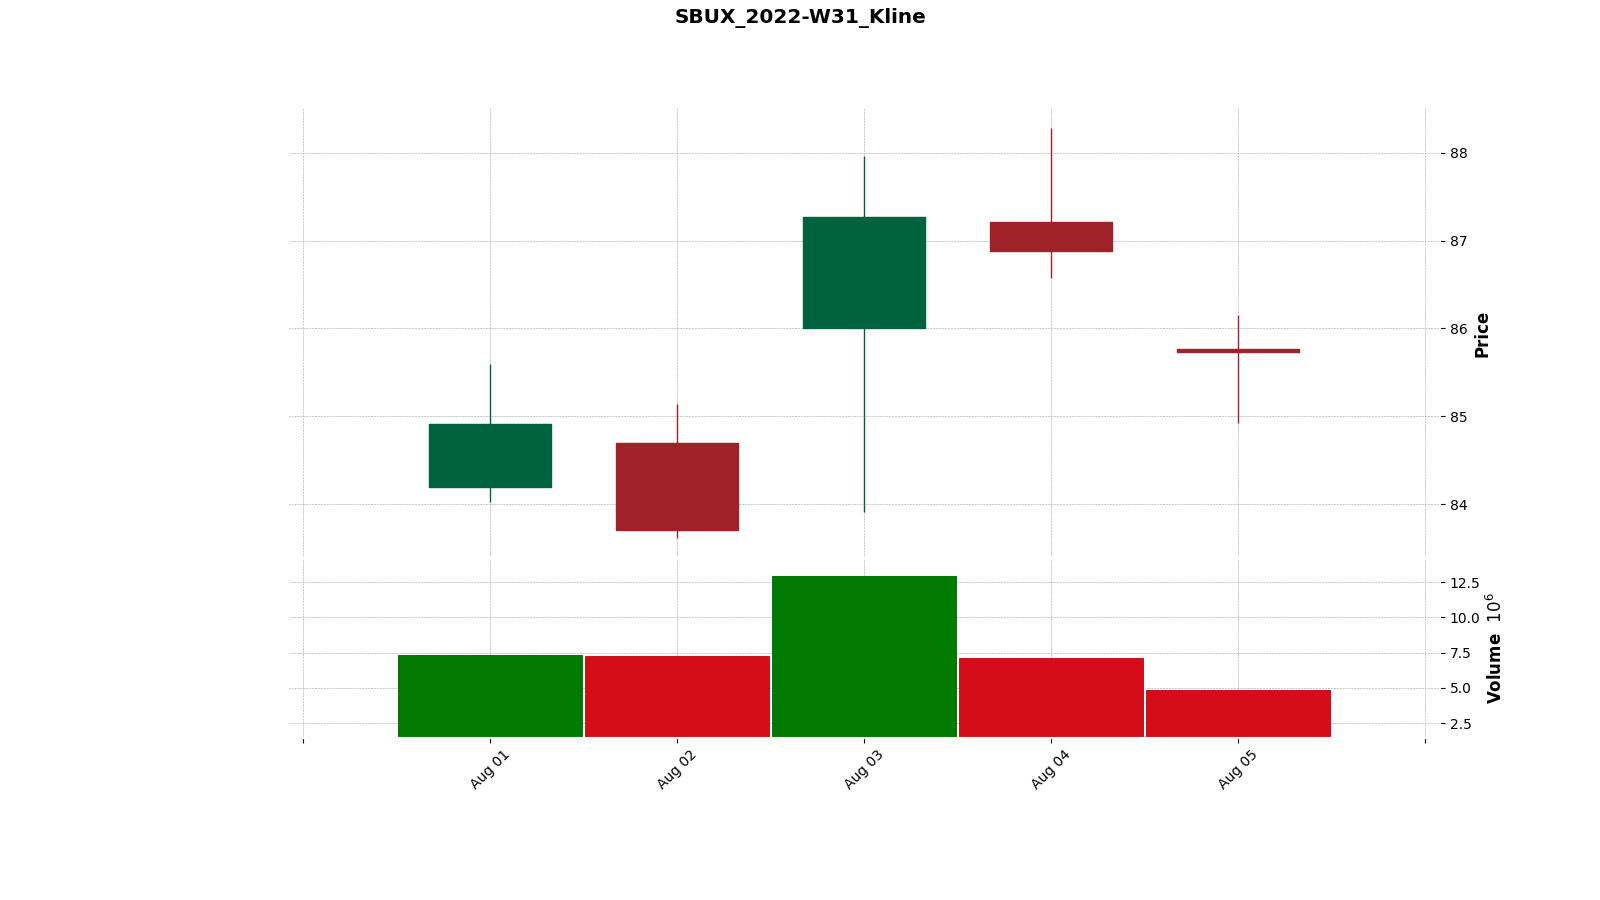 SBUX_2022-W31_Kline
88
87
86
85
84
Price
12.5
10.0
7.5
5.0
2.5
Volume 10^6
Aug 01
Aug 02
Aug 03
Aug 04
Aug 05